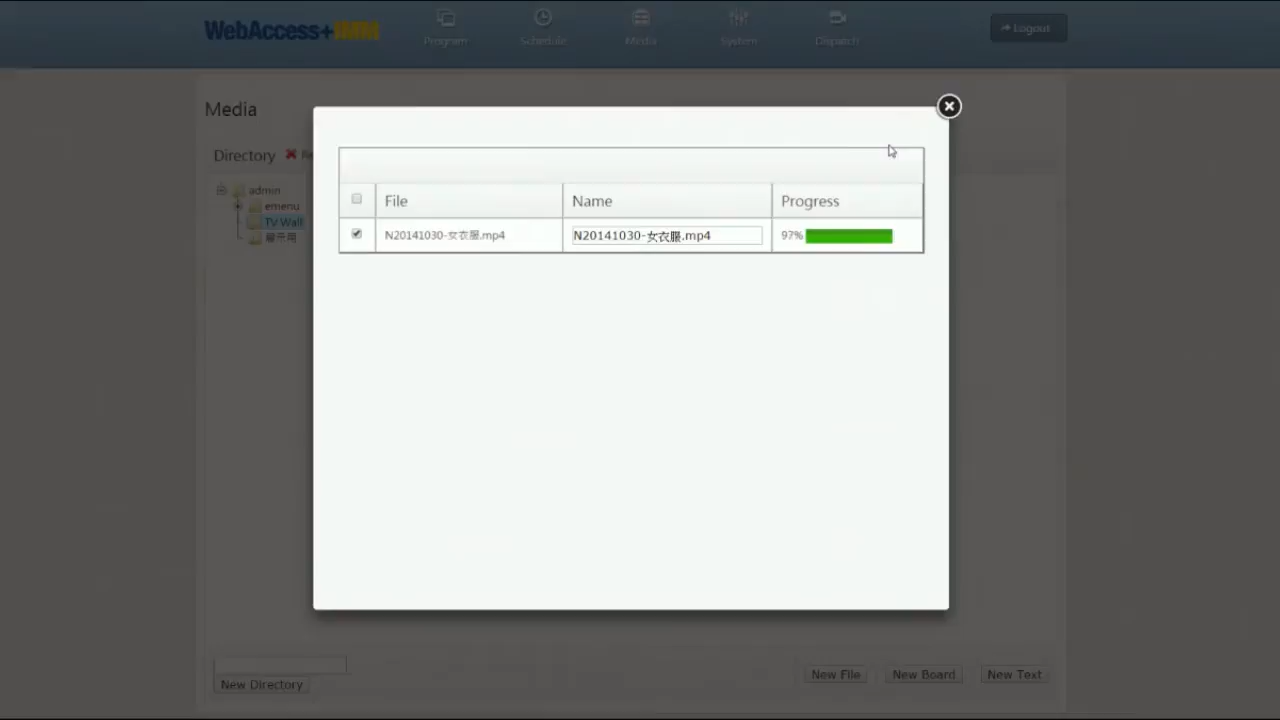 WebAccess+IMM
Program
Schedule
Media
System
Dispatch
Logout
Media
Directory
admin
emenu
TV Wall
File
Name
Progress
N20141030-女衣服.mp4
N20141030-女衣服.mp4
97%
New Directory
New File
New Board
New Text